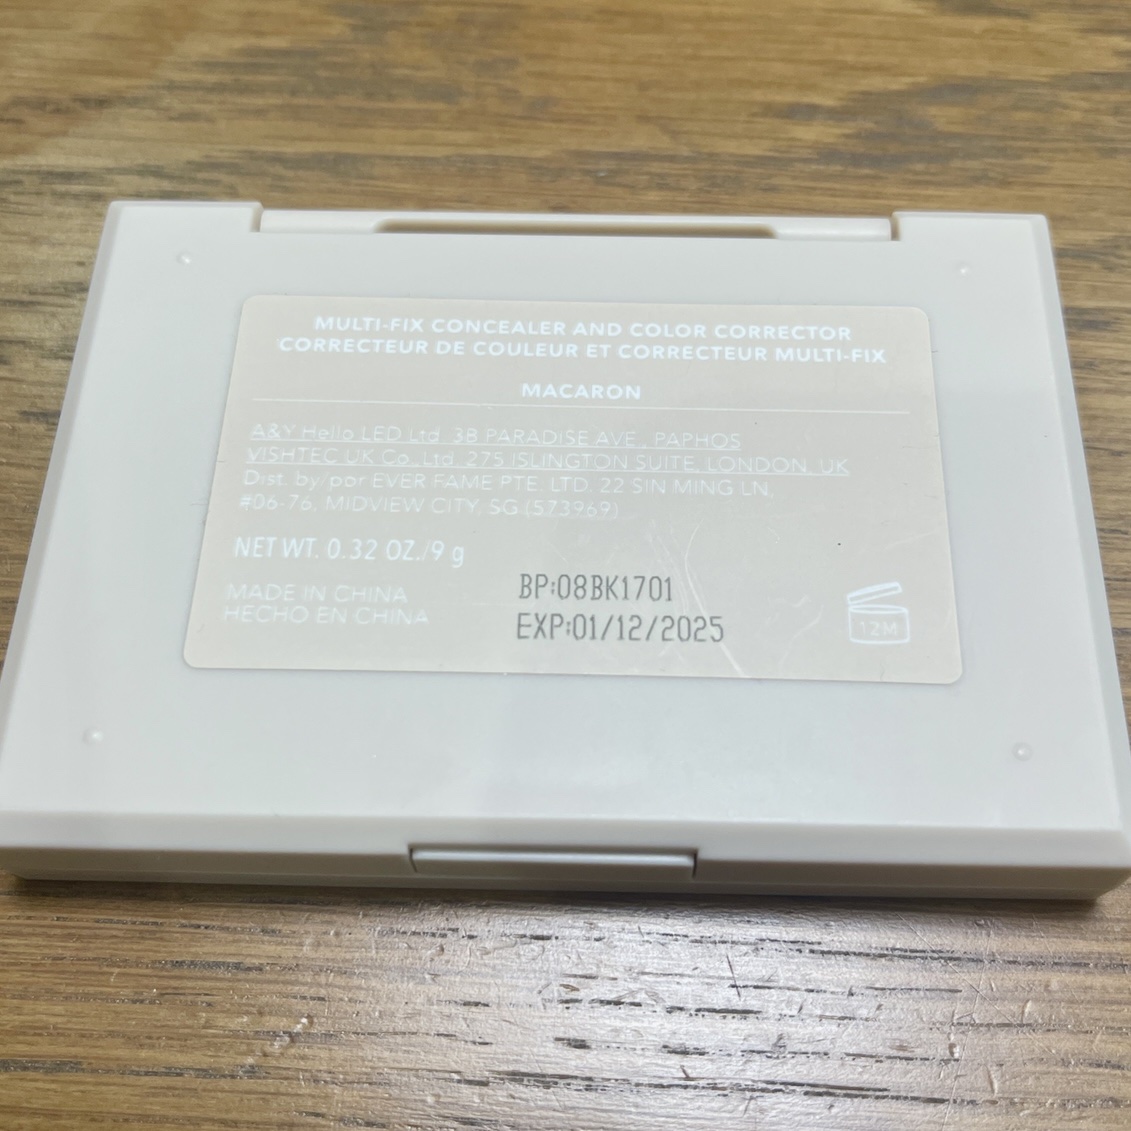 MULTI-FIX CONCEALER AND COLOR CORRECTOR
CORRECTEUR DE COULEUR ET CORRECTEUR MULTI-FIX
MACARON
A&Y Hello LED Ltd. 3B PARADISE AVE., PAPHOS
VISHTEC UK Co., Ltd. 275 ISLINGTON SUITE, LONDON, UK
Dist. by/por EVER FAME PTE. LTD. 22 SIN MING LN,
#06-76, MIDVIEW CITY, SG (573969)
NET WT. 0.32 OZ./9 g
MADE IN CHINA
HECHO EN CHINA
BP:08BK1701
EXP:01/12/2025
12M